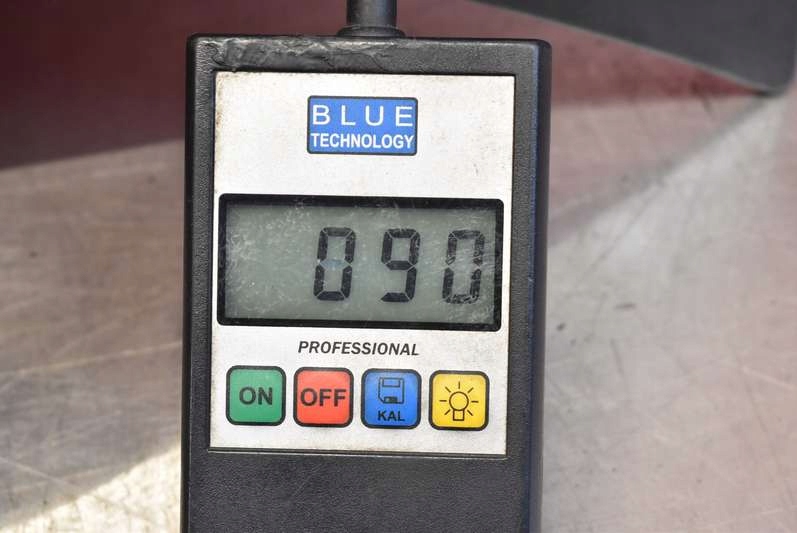 BLUE
TECHNOLOGY
090
PROFESSIONAL
ON OFF KAL